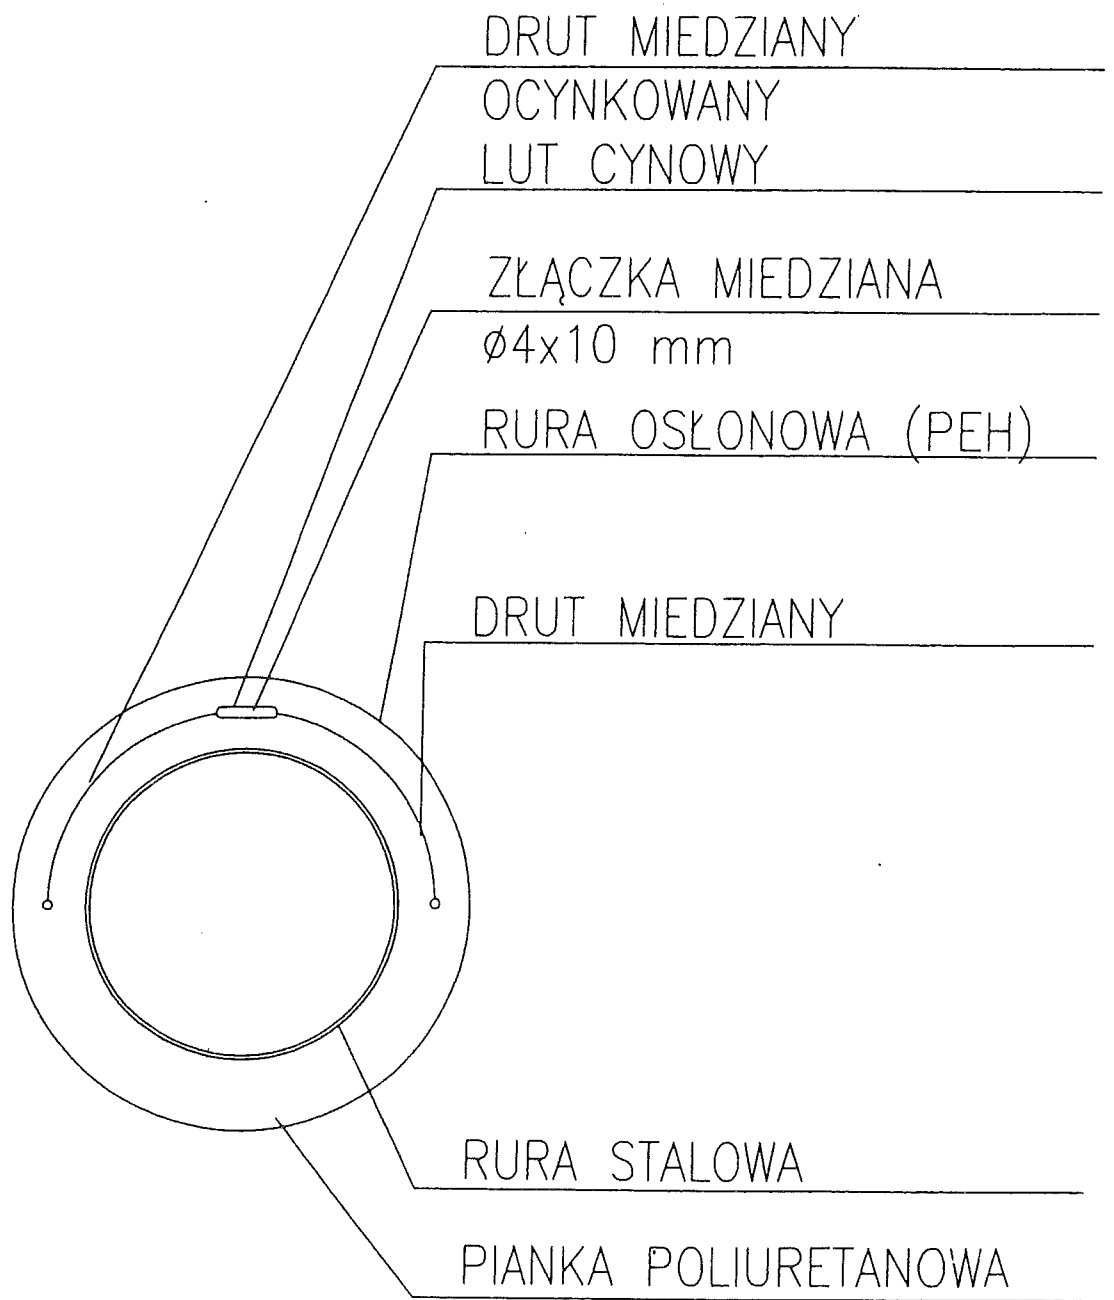 DRUT MIEDZIANY
OCYNKOWANY
LUT CYNOWY
ZŁĄCZKA MIEDZIANA
ø4x10 mm
RURA OSŁONOWA (PEH)
DRUT MIEDZIANY
RURA STALOWA
PIANKA POLIURETANOWA